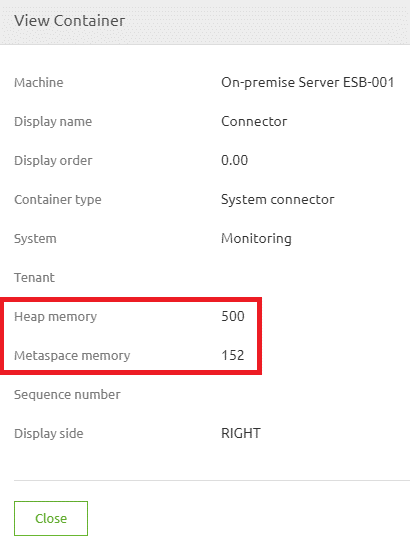 View Container
Machine On-premise Server ESB-001
Display name Connector
Display order 0.00
Container type System connector
System Monitoring
Tenant
Heap memory 500
Metaspace memory 152
Sequence number
Display side RIGHT
Close